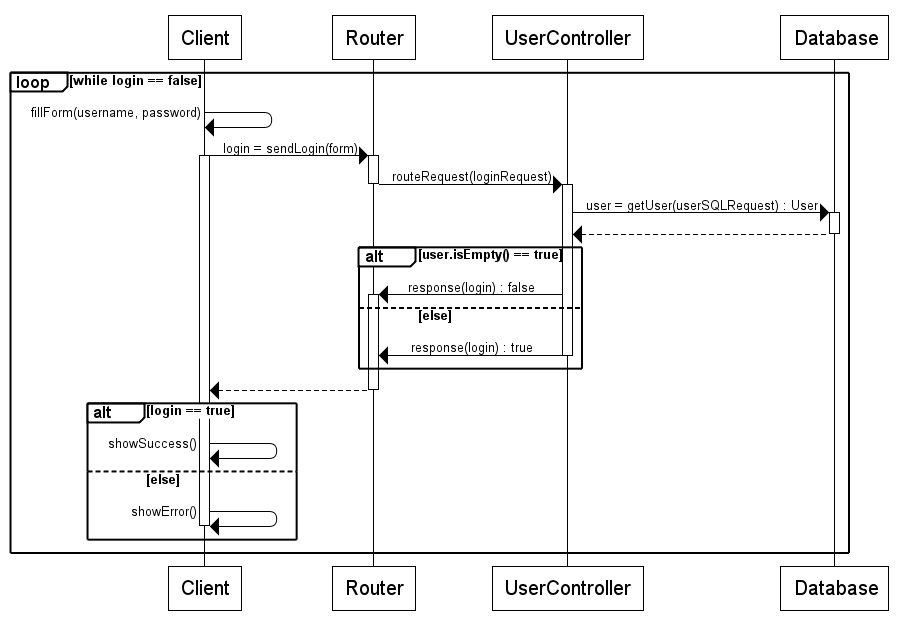 Client Router UserController Database
loop [while login == false]
fillForm(username, password)
login = sendLogin(form)
routeRequest(loginRequest)
user = getUser(userSQLRequest) : User
alt [user.isEmpty() == true]
response(login) : false
[else]
response(login) : true
alt [login == true]
showSuccess()
[else]
showError()
Client Router UserController Database